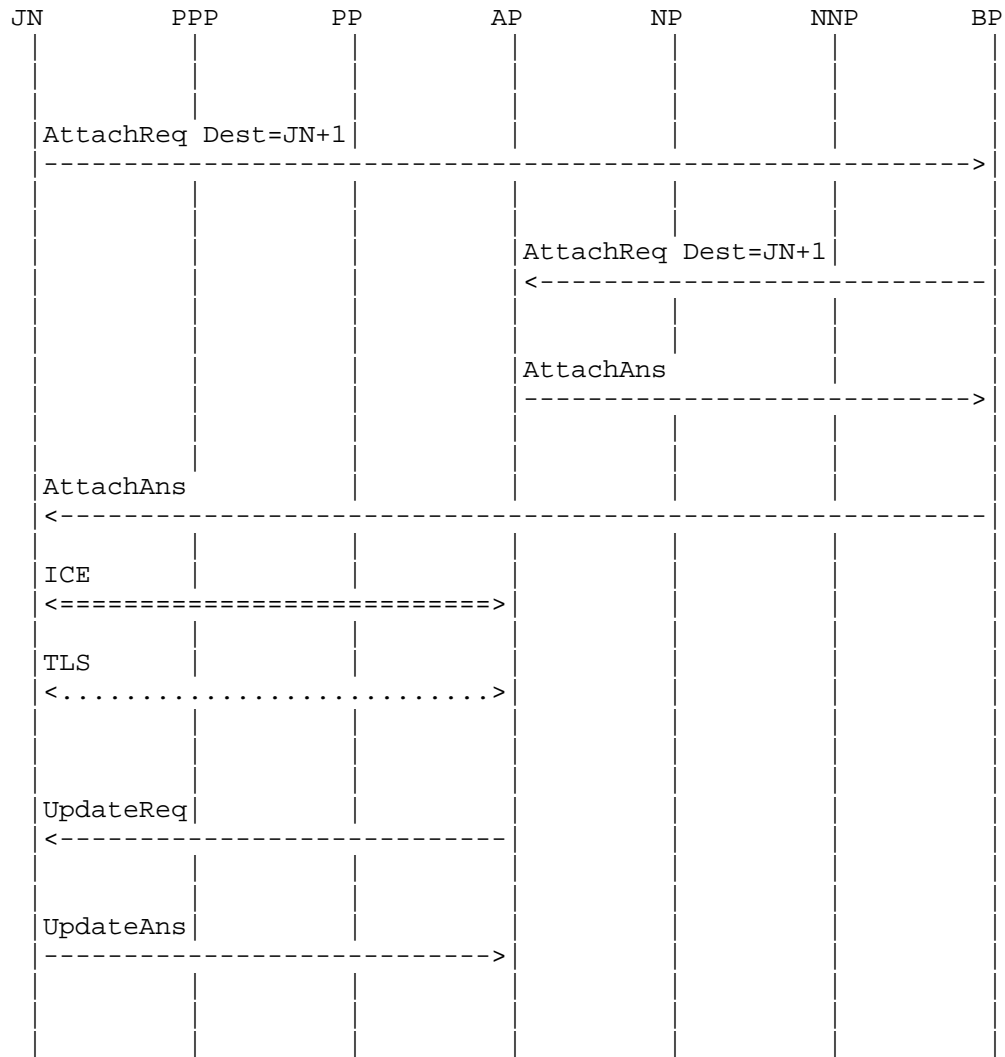 JN PPP PP AP NP NNP BP
AttachReq Dest=JN+1
AttachReq Dest=JN+1
AttachAns
AttachAns
ICE
TLS
UpdateReq
UpdateAns